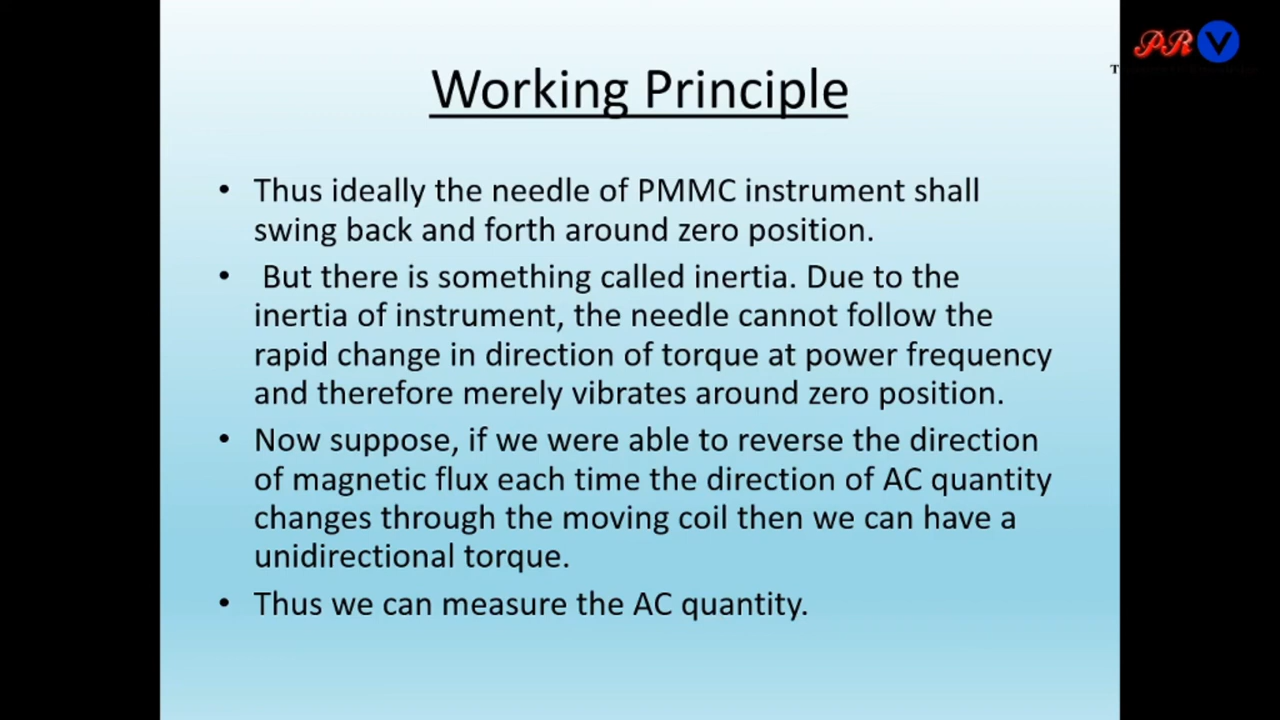 PR V
T
Working Principle
• Thus ideally the needle of PMMC instrument shall
swing back and forth around zero position.
• But there is something called inertia. Due to the
inertia of instrument, the needle cannot follow the
rapid change in direction of torque at power frequency
and therefore merely vibrates around zero position.
• Now suppose, if we were able to reverse the direction
of magnetic flux each time the direction of AC quantity
changes through the moving coil then we can have a
unidirectional torque.
• Thus we can measure the AC quantity.